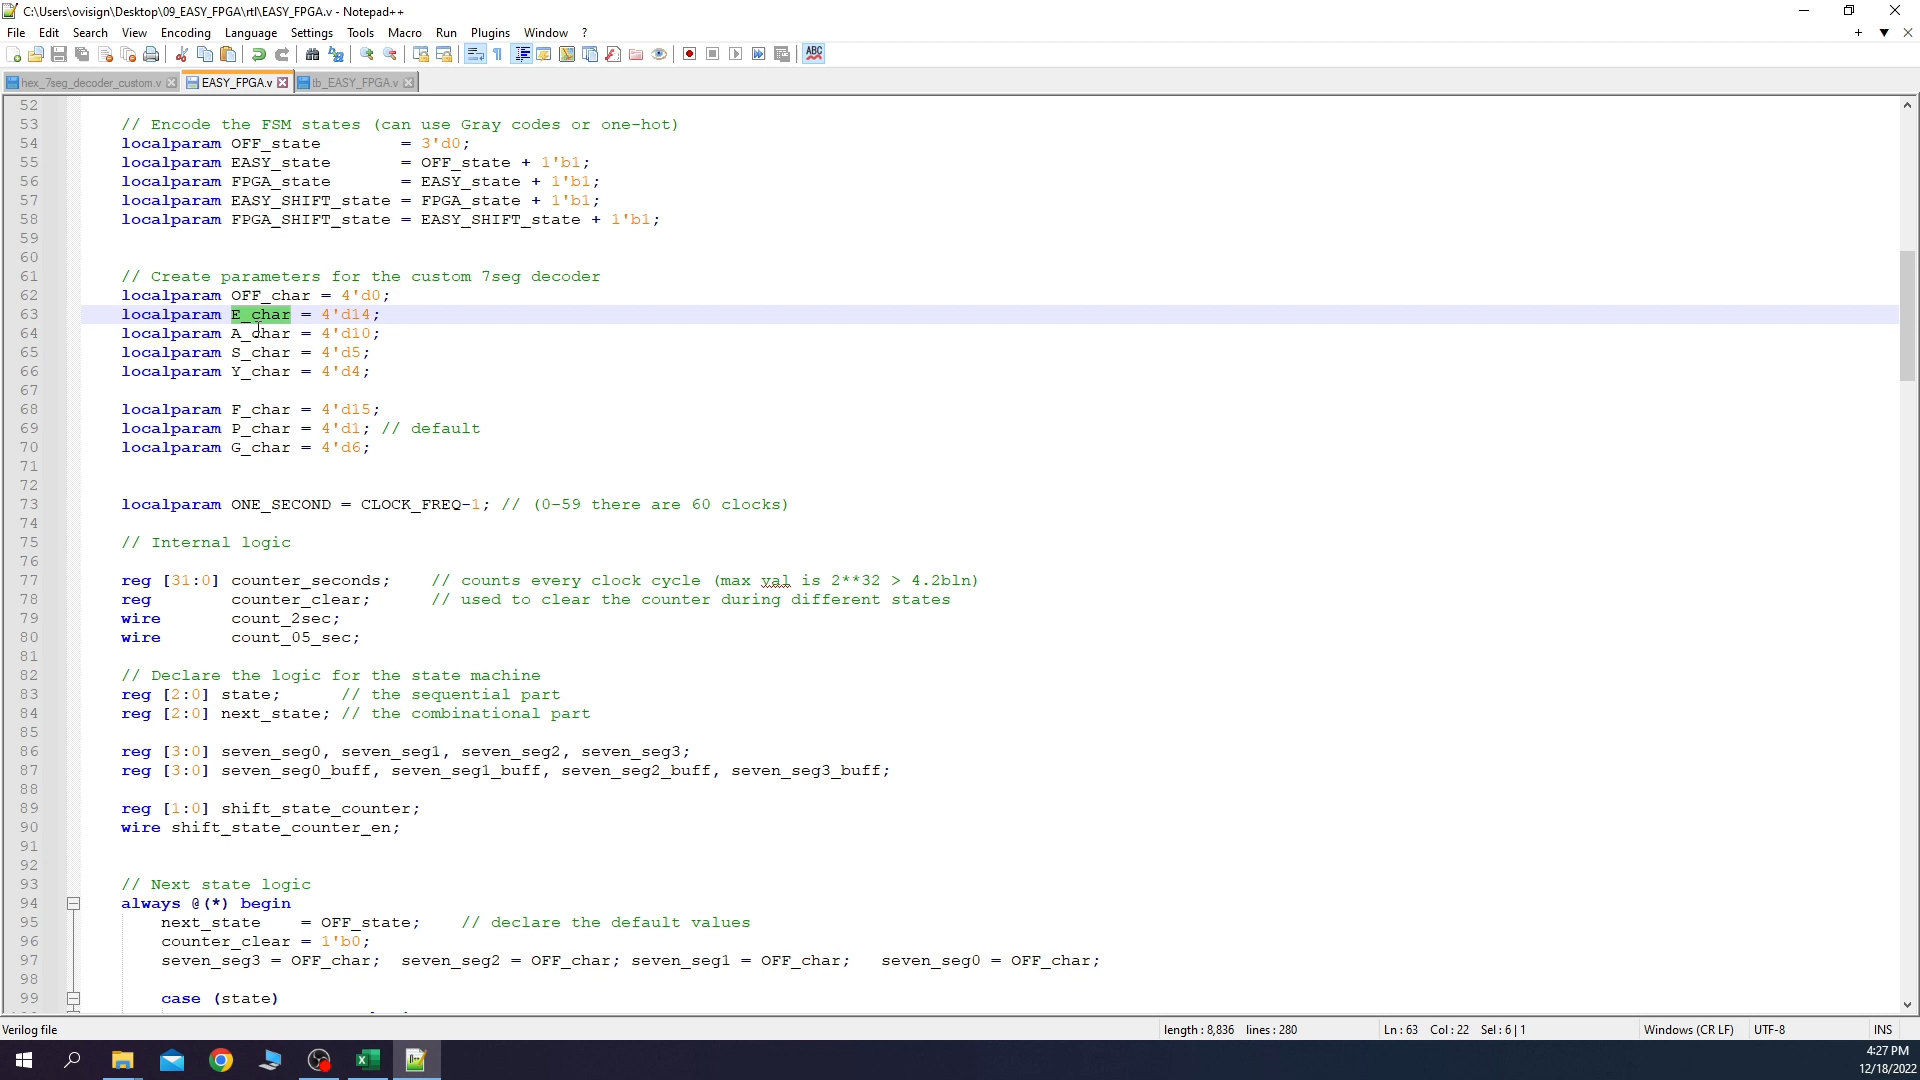 C:\Users\ovisign\Desktop\09_EASY_FPGA\rtl\EASY_FPGA.v - Notepad++
File Edit Search View Encoding Language Settings Tools Macro Run Plugins Window ?
hex_7seg_decoder_custom.v EASY_FPGA.v tb_EASY_FPGA.v
52
53 // Encode the FSM states (can use Gray codes or one-hot)
54 localparam OFF_state = 3'd0;
55 localparam EASY_state = OFF_state + 1'b1;
56 localparam FPGA_state = EASY_state + 1'b1;
57 localparam EASY_SHIFT_state = FPGA_state + 1'b1;
58 localparam FPGA_SHIFT_state = EASY_SHIFT_state + 1'b1;
59
60
61 // Create parameters for the custom 7seg decoder
62 localparam OFF_char = 4'd0;
63 localparam E_char = 4'd14;
64 localparam A_char = 4'd10;
65 localparam S_char = 4'd5;
66 localparam Y_char = 4'd4;
67
68 localparam F_char = 4'd15;
69 localparam P_char = 4'd1; // default
70 localparam G_char = 4'd6;
71
72
73 localparam ONE_SECOND = CLOCK_FREQ-1; // (0-59 there are 60 clocks)
74
75 // Internal logic
76
77 reg [31:0] counter_seconds; // counts every clock cycle (max val is 2**32 > 4.2bln)
78 reg counter_clear; // used to clear the counter during different states
79 wire count_2sec;
80 wire count_05_sec;
81
82 // Declare the logic for the state machine
83 reg [2:0] state; // the sequential part
84 reg [2:0] next_state; // the combinational part
85
86 reg [3:0] seven_seg0, seven_seg1, seven_seg2, seven_seg3;
87 reg [3:0] seven_seg0_buff, seven_seg1_buff, seven_seg2_buff, seven_seg3_buff;
88
89 reg [1:0] shift_state_counter;
90 wire shift_state_counter_en;
91
92
93 // Next state logic
94 always @(*) begin
95 next_state = OFF_state; // declare the default values
96 counter_clear = 1'b0;
97 seven_seg3 = OFF_char; seven_seg2 = OFF_char; seven_seg1 = OFF_char; seven_seg0 = OFF_char;
98
99 case (state)
Verilog file length : 8,836 lines : 280 Ln : 63 Col : 22 Sel : 6 | 1 Windows (CR LF) UTF-8 INS
4:27 PM
12/18/2022